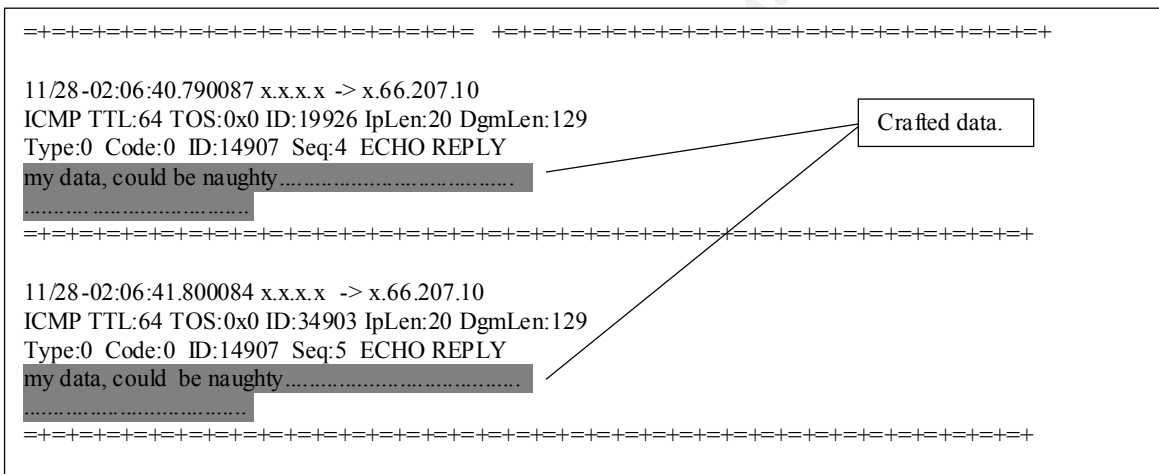 =+=+=+=+=+=+=+=+=+=+=+=+=+=+=+=+= +=+=+=+=+=+=+=+=+=+=+=+=+=+=+=+=+=+=+=+=+
11/28-02:06:40.790087 x.x.x.x -> x.66.207.10
ICMP TTL:64 TOS:0x0 ID:19926 IpLen:20 DgmLen:129
Type:0 Code:0 ID:14907 Seq:4 ECHO REPLY
Crafted data.
my data, could be naughty.......................................
........... ..........................
=+=+=+=+=+=+=+=+=+=+=+=+=+=+=+=+=+=+=+=+=+=+=+=+=+=+=+=+=+=+=+=+=+=+=+=+=+
11/28-02:06:41.800084 x.x.x.x -> x.66.207.10
ICMP TTL:64 TOS:0x0 ID:34903 IpLen:20 DgmLen:129
Type:0 Code:0 ID:14907 Seq:5 ECHO REPLY
my data, could be naughty.......................................
.....................................
=+=+=+=+=+=+=+=+=+=+=+=+=+=+=+=+=+=+=+=+=+=+=+=+=+=+=+=+=+=+=+=+=+=+=+=+=+